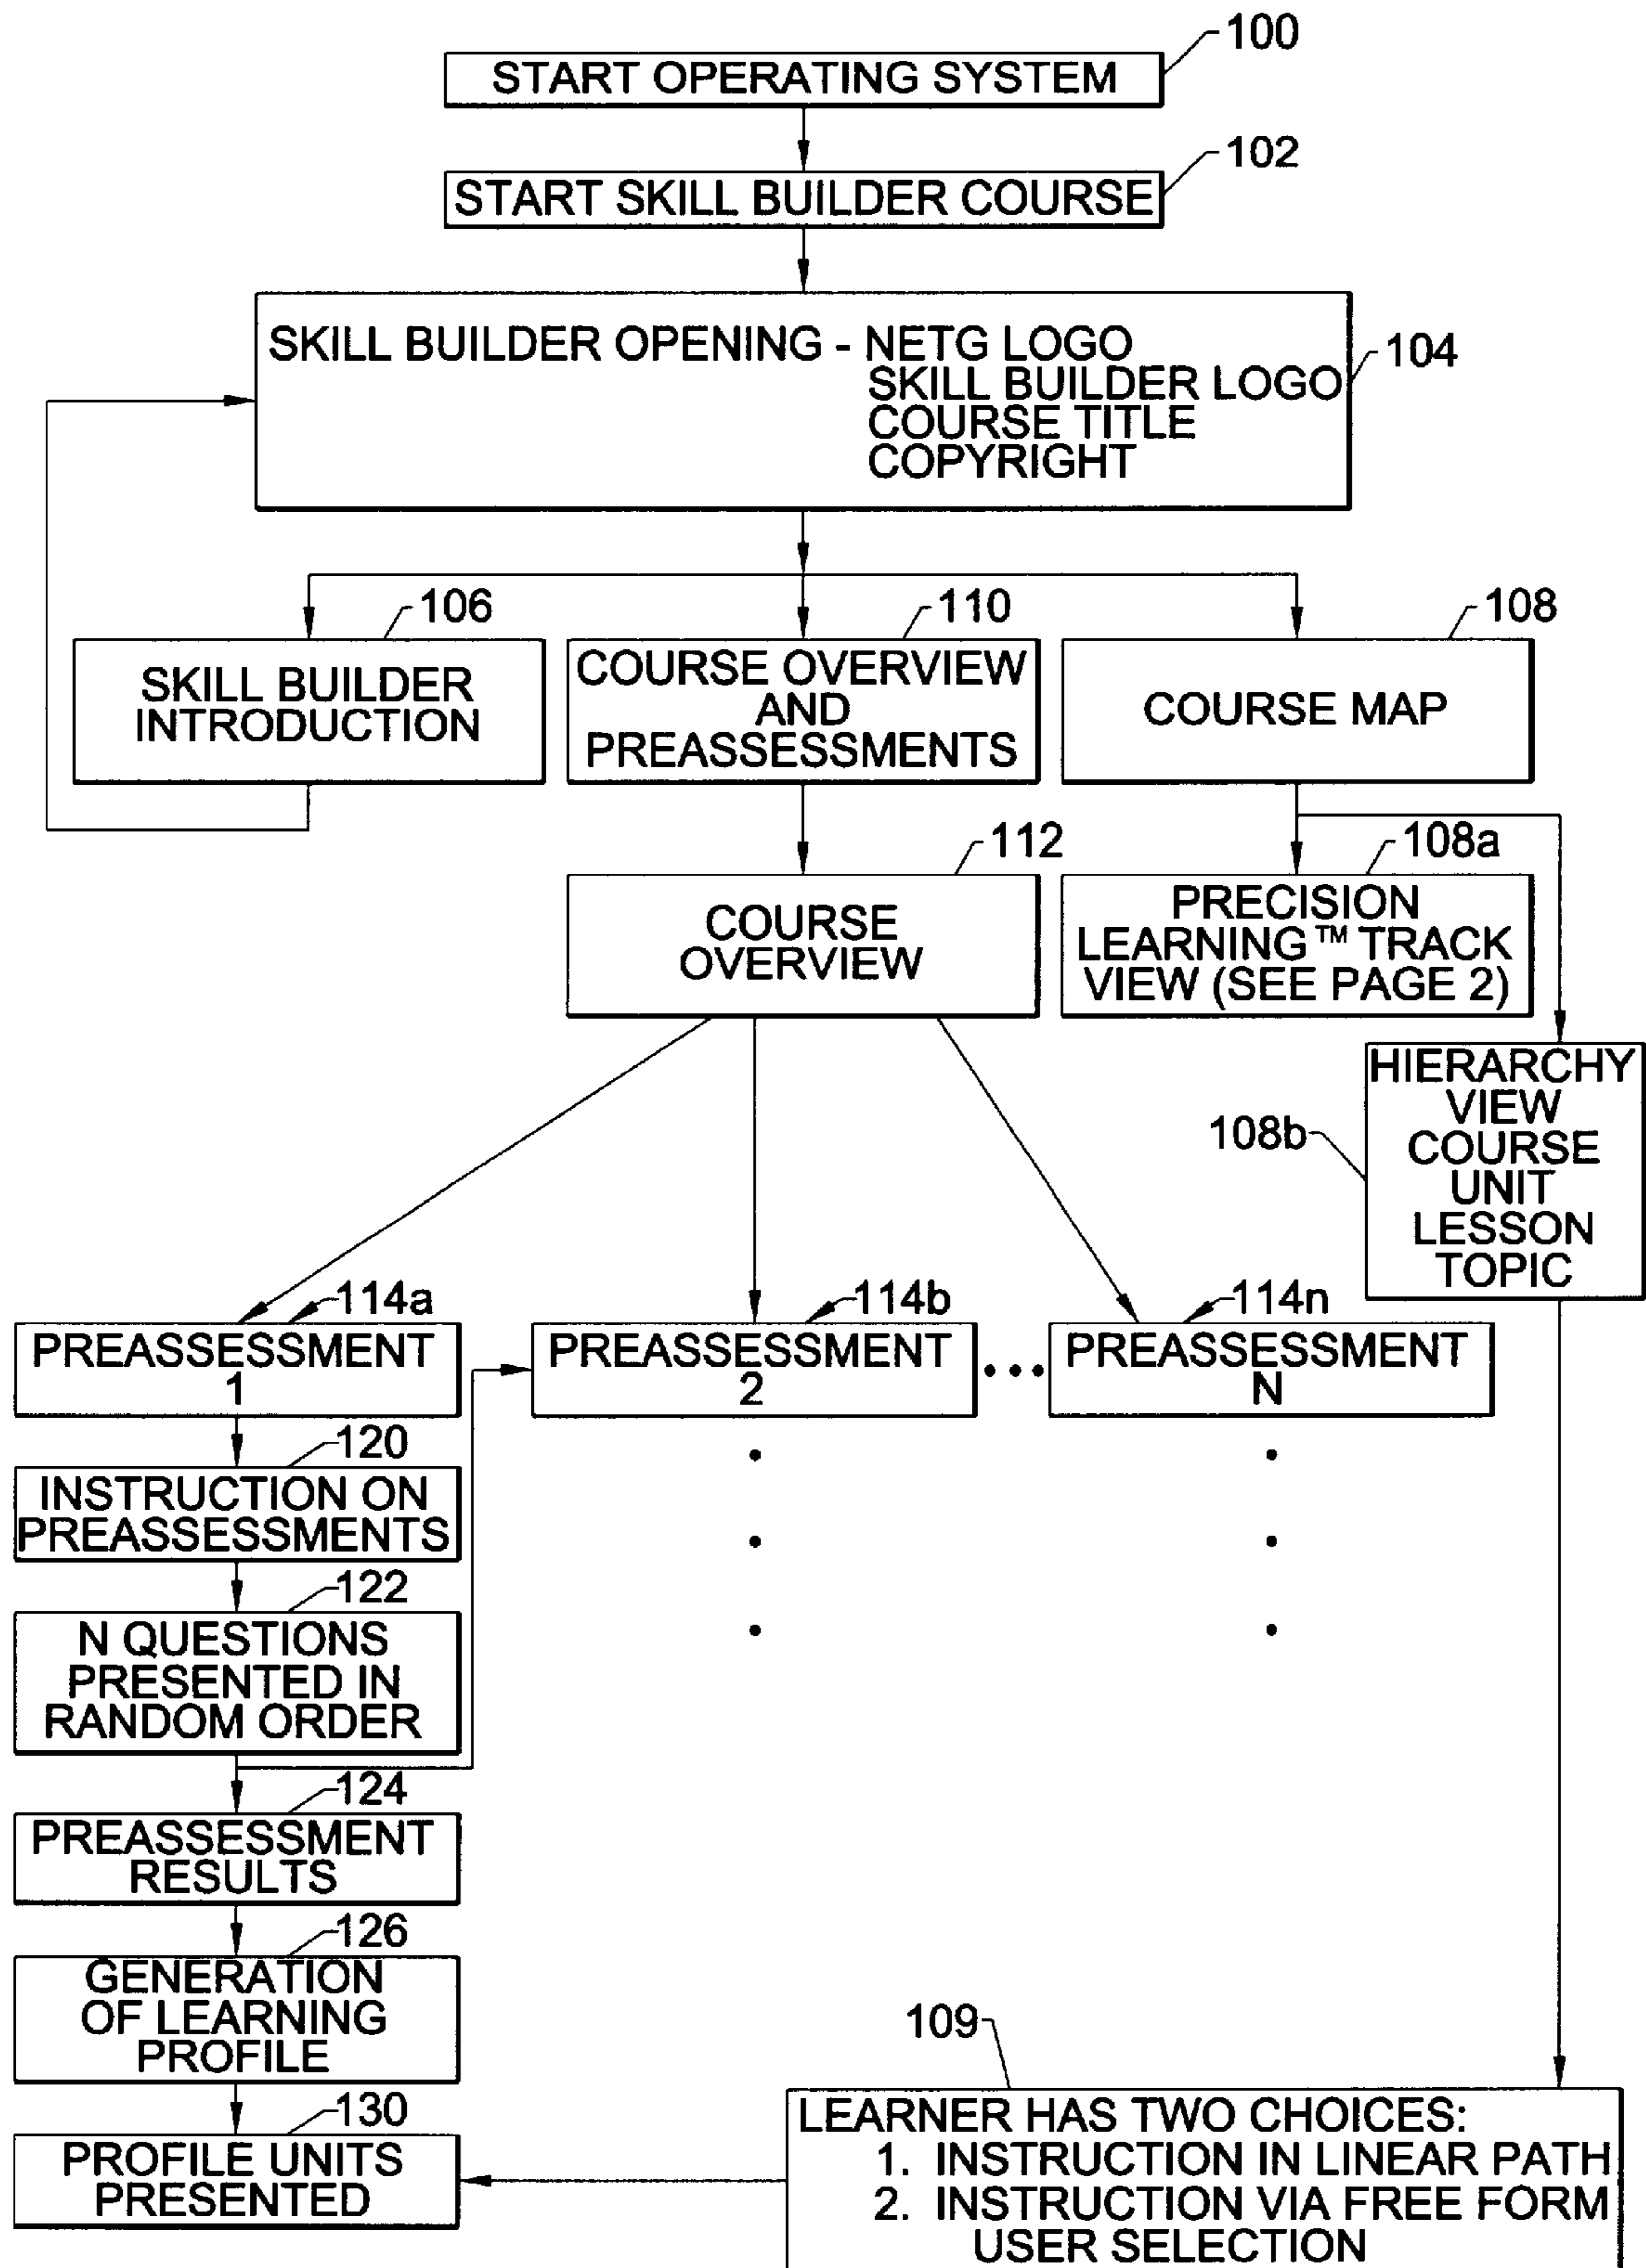 100
START OPERATING SYSTEM
102
START SKILL BUILDER COURSE
SKILL BUILDER OPENING - NETG LOGO
SKILL BUILDER LOGO
COURSE TITLE
COPYRIGHT
104
106
SKILL BUILDER
INTRODUCTION
110
COURSE OVERVIEW
AND
PREASSESSMENTS
108
COURSE MAP
112
COURSE
OVERVIEW
108a
PRECISION
LEARNING™ TRACK
VIEW (SEE PAGE 2)
108b
HIERARCHY
VIEW
COURSE
UNIT
LESSON
TOPIC
114a
PREASSESSMENT
1
114b
PREASSESSMENT
2
114n
PREASSESSMENT
N
120
INSTRUCTION ON
PREASSESSMENTS
122
N QUESTIONS
PRESENTED IN
RANDOM ORDER
124
PREASSESSMENT
RESULTS
126
GENERATION
OF LEARNING
PROFILE
130
PROFILE UNITS
PRESENTED
109
LEARNER HAS TWO CHOICES:
1. INSTRUCTION IN LINEAR PATH
2. INSTRUCTION VIA FREE FORM
USER SELECTION